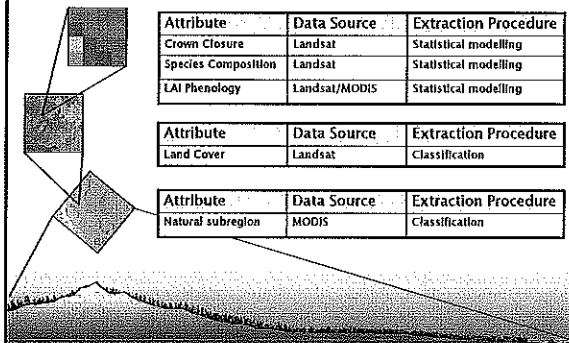 Attribute Data Source Extraction Procedure
Crown Closure Landsat Statistical modelling
Species Composition Landsat Statistical modelling
LAI Phenology Landsat/MODIS Statistical modelling
Attribute Data Source Extraction Procedure
Land Cover Landsat Classification
Attribute Data Source Extraction Procedure
Natural subregion MODIS Classification